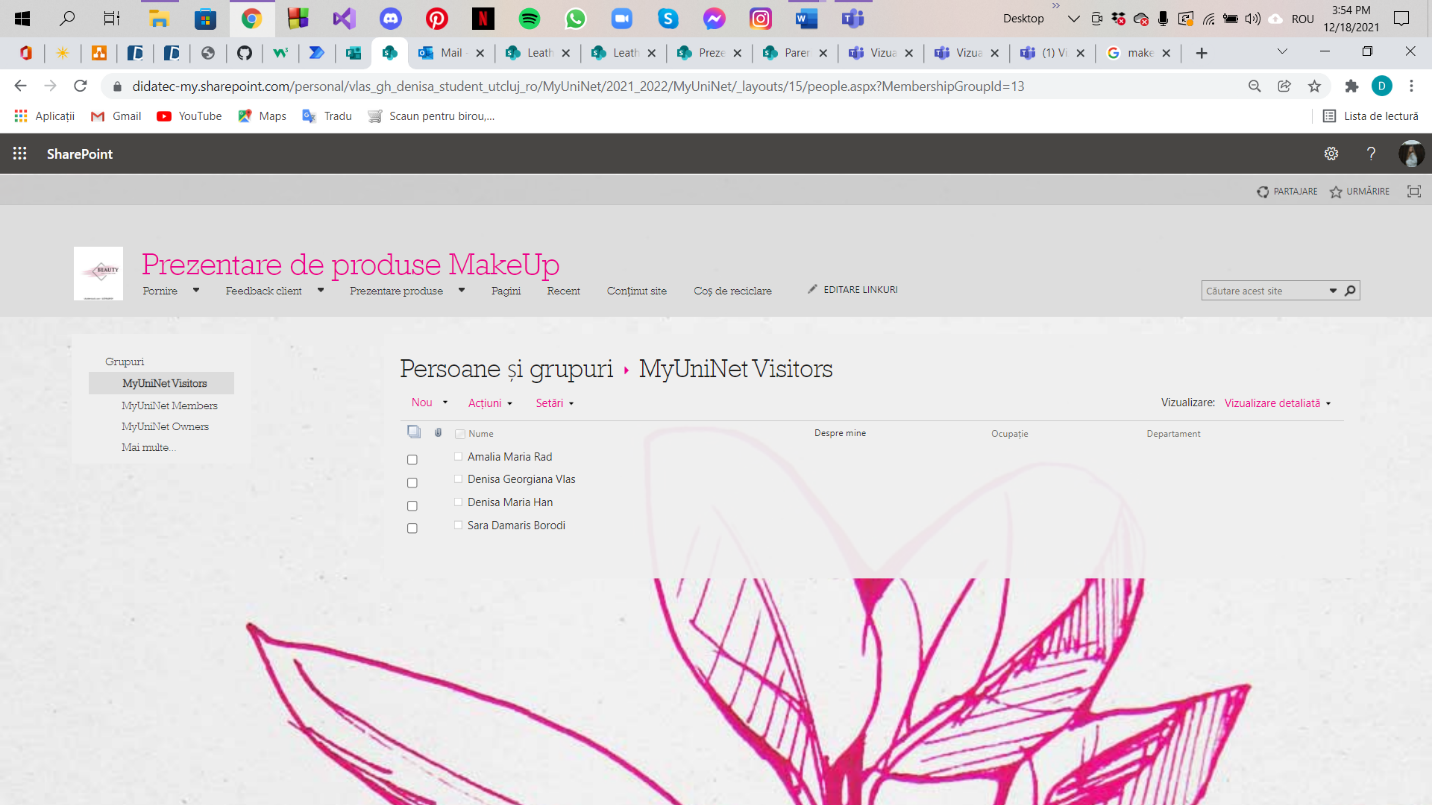 Desktop
ROU
3:54 PM
12/18/2021
Mail -
Leath
Leath
Preze
Parer
Vizua
Vizua
(1) Vi
make
didatec-my.sharepoint.com/personal/vlas_gh_denisa_student_utcluj_ro/MyUniNet/2021_2022/MyUniNet/_layouts/15/people.aspx?MembershipGroupId=13
D
Aplicații
Gmail
YouTube
Maps
Tradu
Scaun pentru birou,...
Lista de lectură
SharePoint
PARTAJARE
URMĂRIRE
BEAUTY
Prezentare de produse MakeUp
Pornire
Feedback client
Prezentare produse
Pagini
Recent
Conținut site
Coș de reciclare
EDITARE LINKURI
Căutare acest site
Grupuri
MyUniNet Visitors
MyUniNet Members
MyUniNet Owners
Mai multe...
Persoane și grupuri ▸ MyUniNet Visitors
Nou
Acțiuni
Setări
Vizualizare: Vizualizare detaliată
Nume
Despre mine
Ocupație
Departament
Amalia Maria Rad
Denisa Georgiana Vlas
Denisa Maria Han
Sara Damaris Borodi